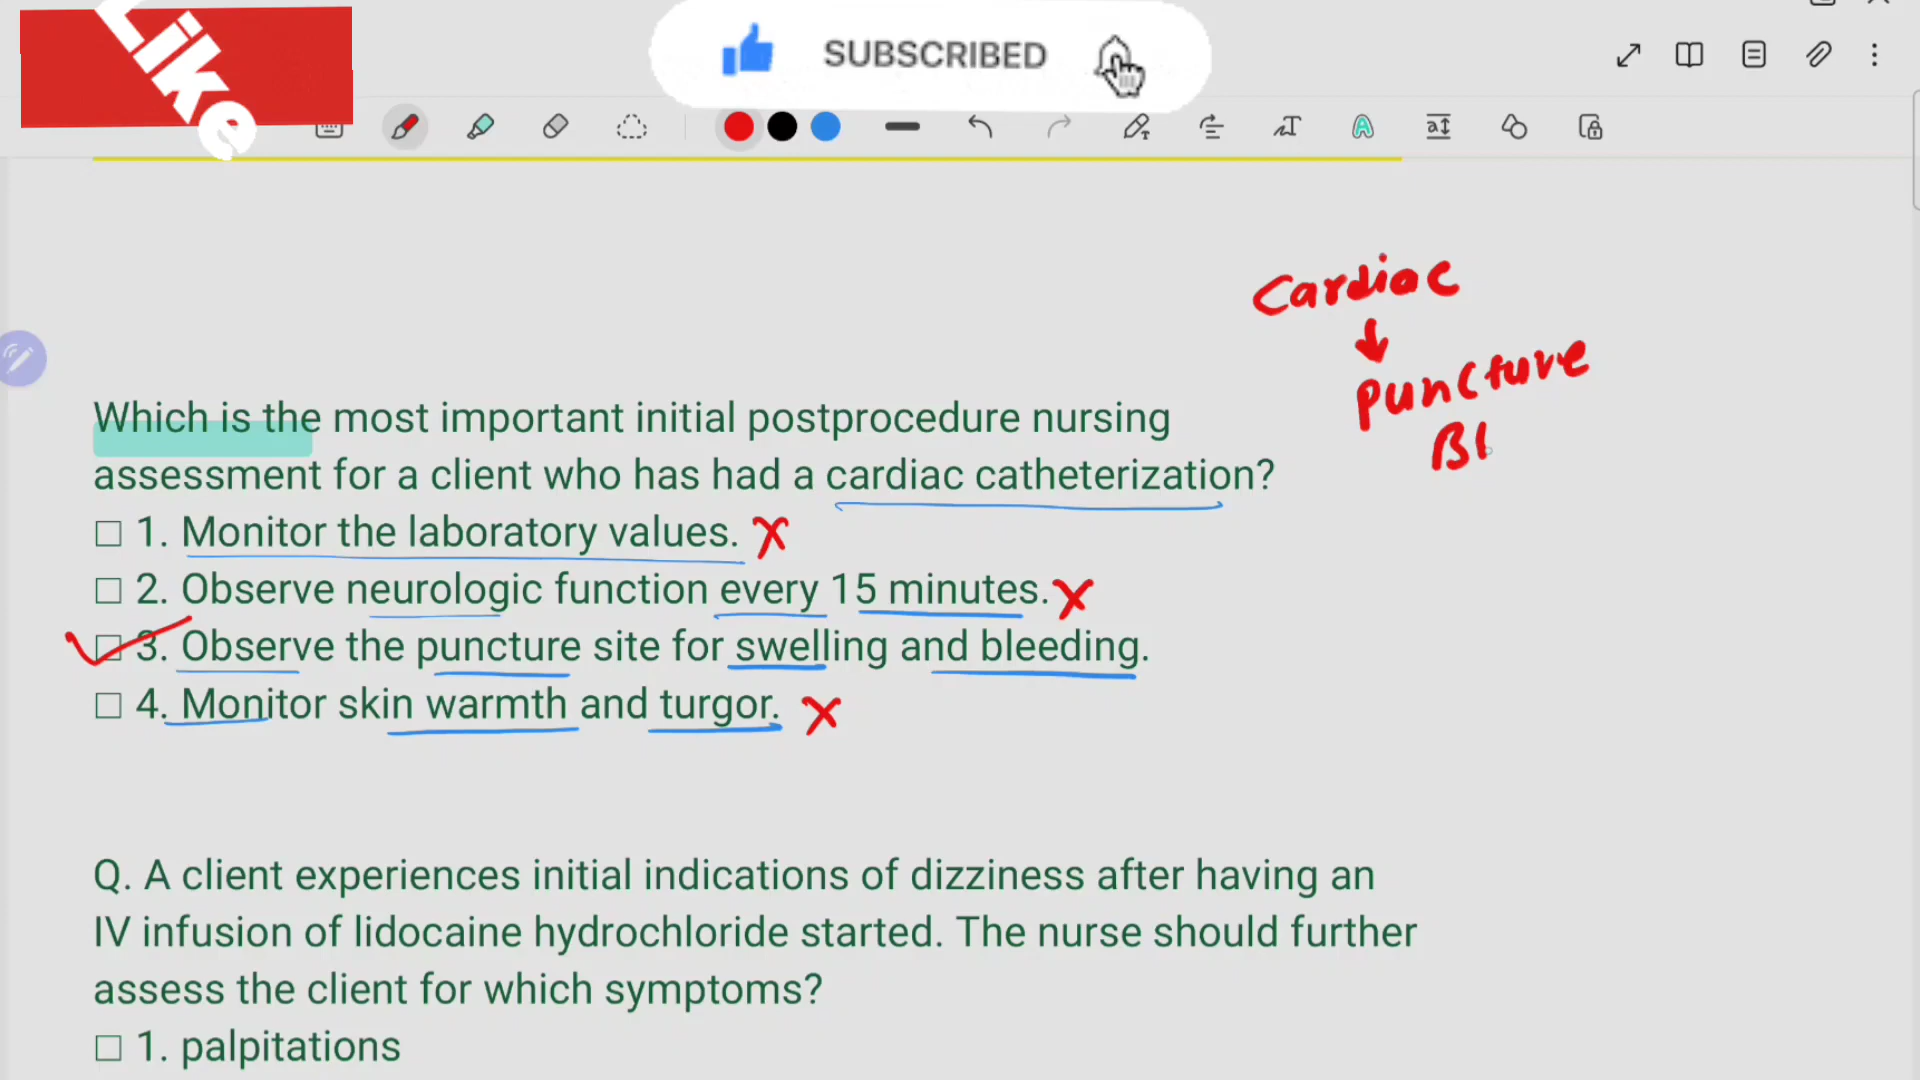 Like
SUBSCRIBED
Cardiac
puncture
Bl
Which is the most important initial postprocedure nursing
assessment for a client who has had a cardiac catheterization?
□ 1. Monitor the laboratory values. X
□ 2. Observe neurologic function every 15 minutes. X
□ 3. Observe the puncture site for swelling and bleeding.
□ 4. Monitor skin warmth and turgor. X
Q. A client experiences initial indications of dizziness after having an
IV infusion of lidocaine hydrochloride started. The nurse should further
assess the client for which symptoms?
□ 1. palpitations